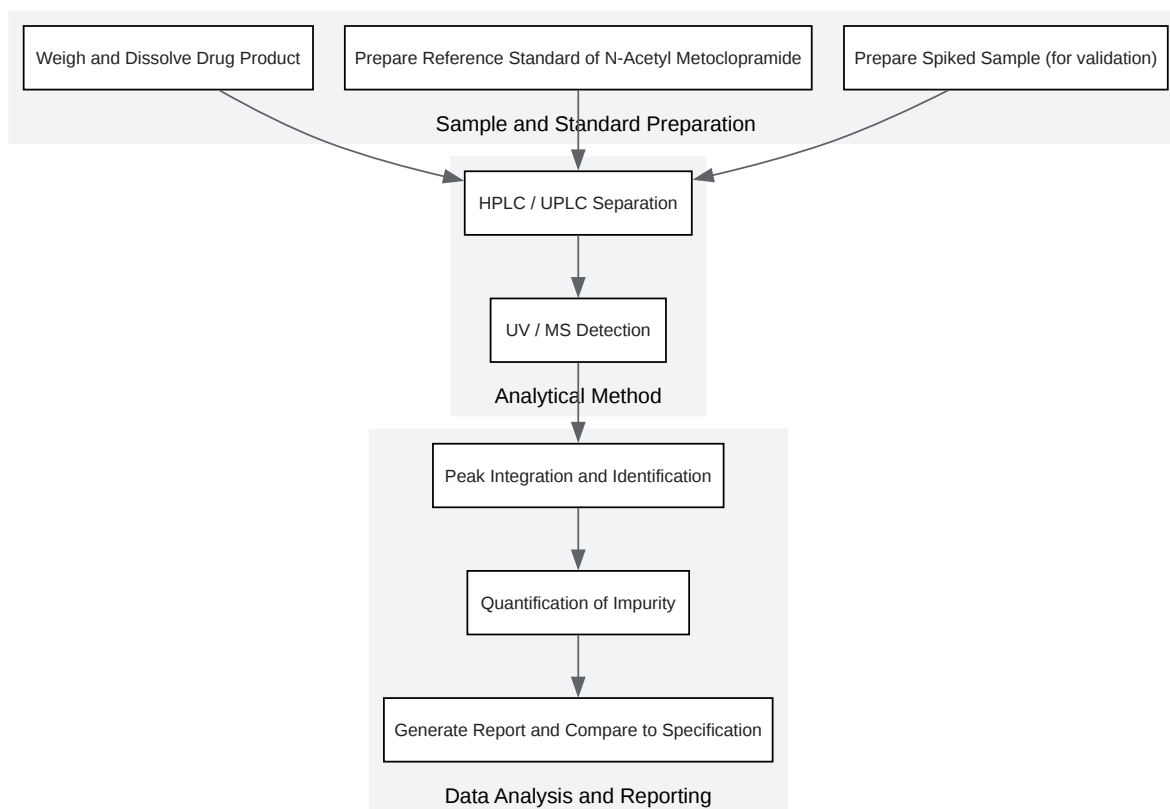 Weigh and Dissolve Drug Product
Prepare Reference Standard of N-Acetyl Metoclopramide
Prepare Spiked Sample (for validation)
Sample and Standard Preparation
HPLC / UPLC Separation
UV / MS Detection
Analytical Method
Peak Integration and Identification
Quantification of Impurity
Generate Report and Compare to Specification
Data Analysis and Reporting